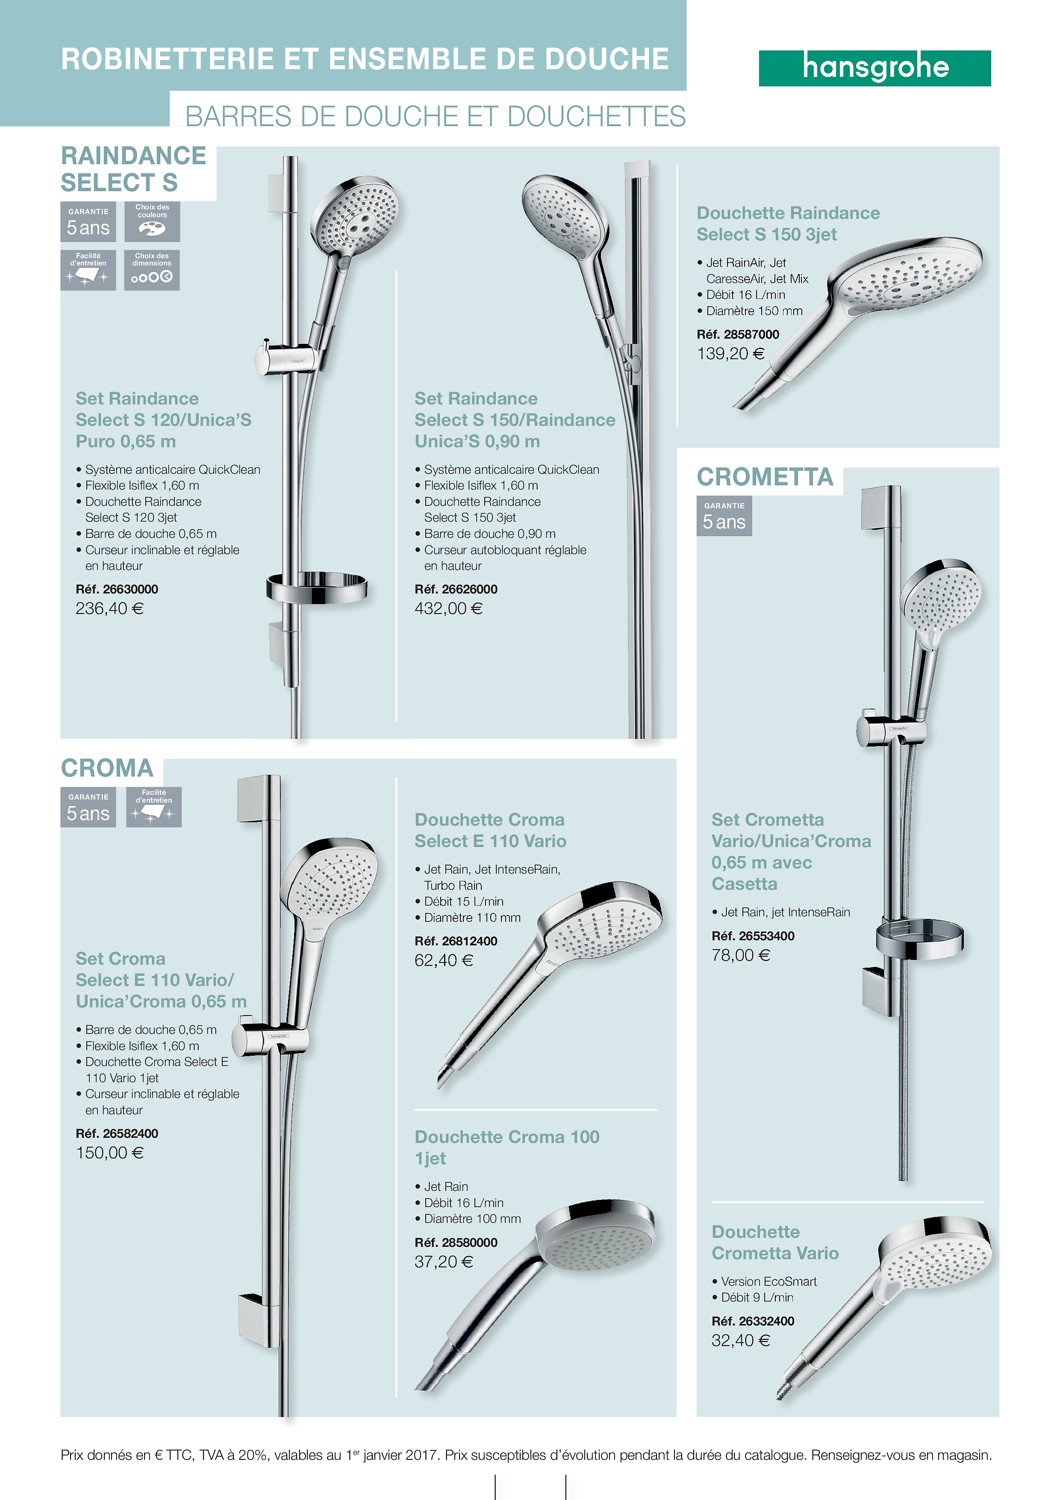 ROBINETTERIE ET ENSEMBLE DE DOUCHE
hansgrohe
BARRES DE DOUCHE ET DOUCHETTES
RAINDANCE
SELECT S
GARANTIE
5 ans
Choix des
couleurs
Facilité
d'entretien
Choix des
dimensions
Set Raindance
Select S 120/Unica'S
Puro 0,65 m
• Système anticalcaire QuickClean
• Flexible Isiflex 1,60 m
• Douchette Raindance
Select S 120 3jet
• Barre de douche 0,65 m
• Curseur inclinable et réglable
en hauteur
Réf. 26630000
236,40 €
Set Raindance
Select S 150/Raindance
Unica'S 0,90 m
• Système anticalcaire QuickClean
• Flexible Isiflex 1,60 m
• Douchette Raindance
Select S 150 3jet
• Barre de douche 0,90 m
• Curseur autobloquant réglable
en hauteur
Réf. 26626000
432,00 €
Douchette Raindance
Select S 150 3jet
• Jet RainAir, Jet
CaresseAir, Jet Mix
• Débit 16 L/min
• Diamètre 150 mm
Réf. 28587000
139,20 €
CROMETTA
GARANTIE
5 ans
Set Crometta
Vario/Unica'Croma
0,65 m avec
Casetta
• Jet Rain, jet IntenseRain
Réf. 26553400
78,00 €
Douchette
Crometta Vario
• Version EcoSmart
• Débit 9 L/min
Réf. 26332400
32,40 €
CROMA
GARANTIE
5 ans
Facilité
d'entretien
Set Croma
Select E 110 Vario/
Unica'Croma 0,65 m
• Barre de douche 0,65 m
• Flexible Isiflex 1,60 m
• Douchette Croma Select E
110 Vario 1jet
• Curseur inclinable et réglable
en hauteur
Réf. 26582400
150,00 €
Douchette Croma
Select E 110 Vario
• Jet Rain, Jet IntenseRain,
Turbo Rain
• Débit 15 L/min
• Diamètre 110 mm
Réf. 26812400
62,40 €
Douchette Croma 100
1jet
• Jet Rain
• Débit 16 L/min
• Diamètre 100 mm
Réf. 28580000
37,20 €
Prix donnés en € TTC, TVA à 20%, valables au 1er janvier 2017. Prix susceptibles d'évolution pendant la durée du catalogue. Renseignez-vous en magasin.